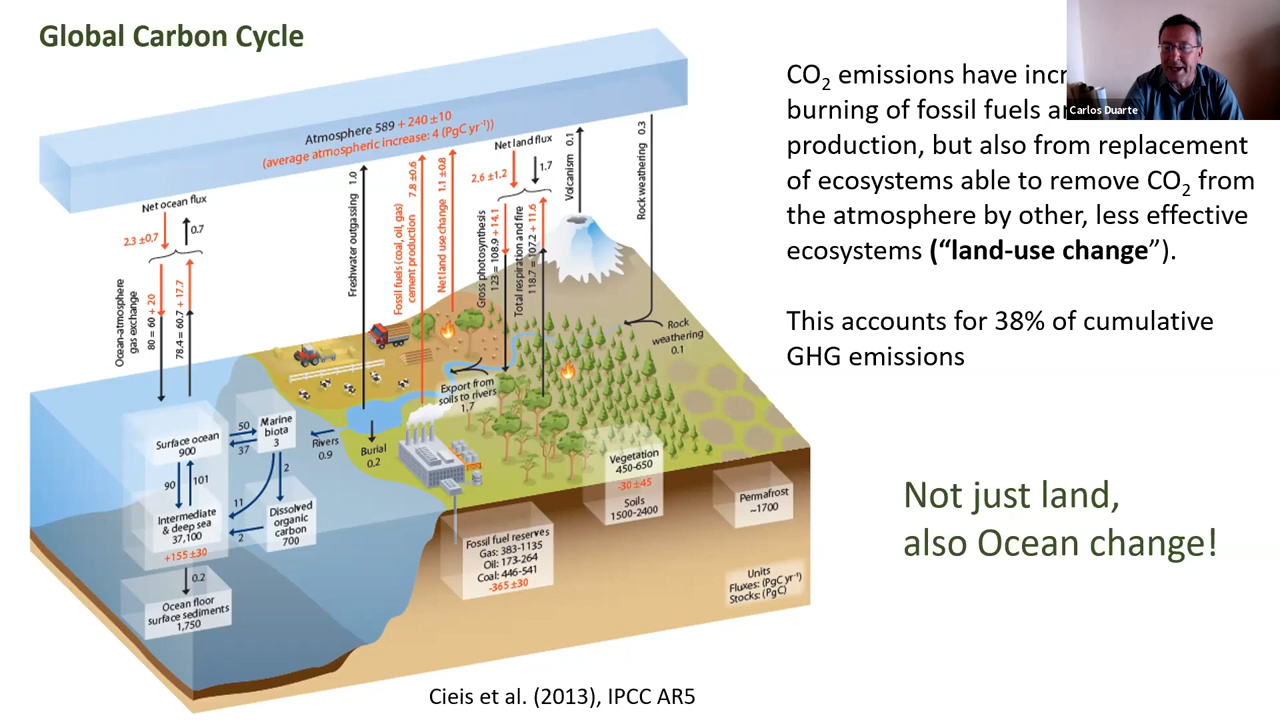 Global Carbon Cycle
Carlos Duarte
CO₂ emissions have incr
burning of fossil fuels
production, but also from replacement
of ecosystems able to remove CO₂ from
the atmosphere by other, less effective
ecosystems (“land-use change”).
This accounts for 38% of cumulative
GHG emissions
Not just land,
also Ocean change!
Atmosphere 589 + 240 ±10
(average atmospheric increase: 4 (PgC yr⁻¹))
Net ocean flux
2.3 ±0.7
0.7
Ocean-atmosphere
gas exchange
80 = 60 + 20
78.4 = 60.7 + 17.7
Freshwater outgassing 1.0
Fossil fuels (coal, oil, gas)
cement production 7.8 ±0.6
Net land use change 1.1 ±0.8
Net land flux
2.6 ±1.2
1.7
Gross photosynthesis
123 = 108.9 + 14.1
Total respiration and fire
118.7 = 107.2 + 11.6
Volcanism 0.1
Rock weathering 0.3
Rock
weathering
0.1
Export from
soils to rivers
1.7
Rivers
0.9
Burial
0.2
Surface ocean
900
50
37
Marine
biota
3
90
101
2
11
2
Intermediate
& deep sea
37,100
+155 ±30
Dissolved
organic
carbon
700
0.2
Ocean floor
surface sediments
1,750
Fossil fuel reserves
Gas: 383-1135
Oil: 173-264
Coal: 446-541
-365 ±30
Vegetation
450-650
-30 ±45
Soils
1500-2400
Permafrost
~1700
Units
Fluxes: (PgC yr⁻¹)
Stocks: (PgC)
Cieis et al. (2013), IPCC AR5